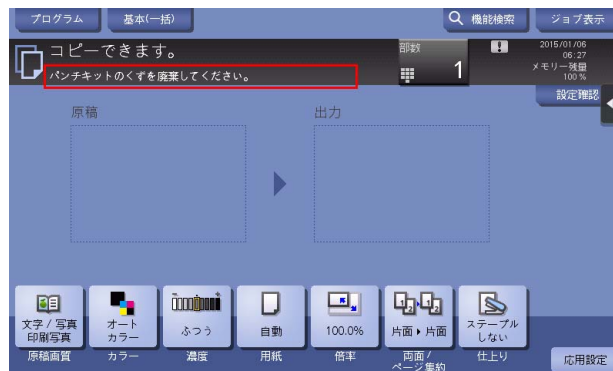 プログラム
基本(一括)
機能検索
ジョブ表示
コピーできます。
パンチキットのくずを廃棄してください。
部数
1
2015/01/06
06:27
メモリー残量
100%
設定確認
原稿
出力
文字/写真
印刷写真
原稿画質
オート
カラー
カラー
ふつう
濃度
自動
用紙
100.0%
倍率
1 2 1 2
片面 片面
両面/
ページ集約
ステープル
しない
仕上り
応用設定